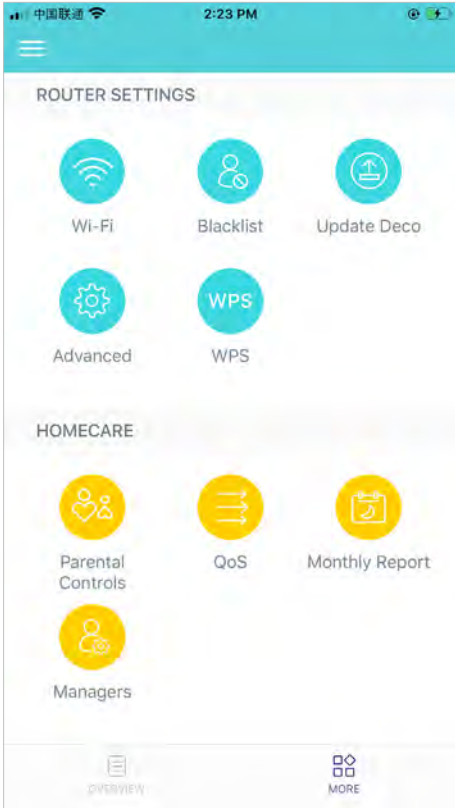 中国联通 2:23 PM
ROUTER SETTINGS
Wi-Fi Blacklist Update Deco
WPS
Advanced WPS
HOMECARE
Parental Controls QoS Monthly Report
Managers
OVERVIEW MORE